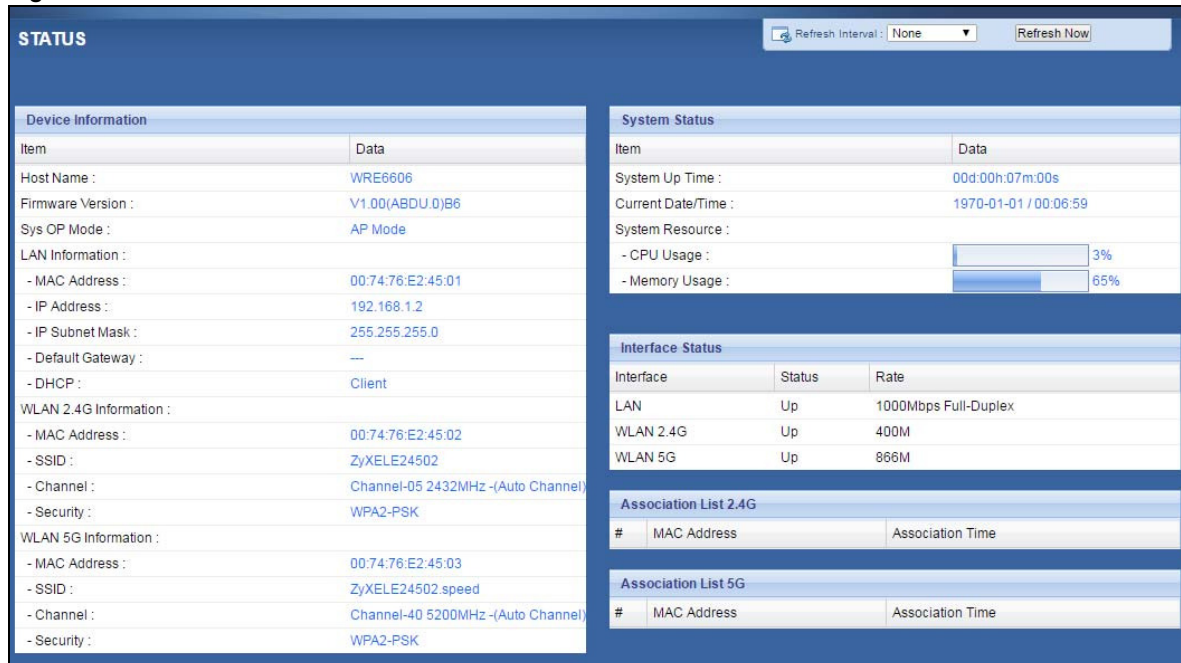 STATUS
Refresh Interval : None ▼ Refresh Now
Device Information
Item Data
Host Name : WRE6606
Firmware Version : V1.00(ABDU.0)B6
Sys OP Mode : AP Mode
LAN Information :
- MAC Address : 00:74:76:E2:45:01
- IP Address : 192.168.1.2
- IP Subnet Mask : 255.255.255.0
- Default Gateway : ---
- DHCP : Client
WLAN 2.4G Information :
- MAC Address : 00:74:76:E2:45:02
- SSID : ZyXELE24502
- Channel : Channel-05 2432MHz -(Auto Channel)
- Security : WPA2-PSK
WLAN 5G Information :
- MAC Address : 00:74:76:E2:45:03
- SSID : ZyXELE24502.speed
- Channel : Channel-40 5200MHz -(Auto Channel)
- Security : WPA2-PSK
System Status
Item Data
System Up Time : 00d:00h:07m:00s
Current Date/Time : 1970-01-01 / 00:06:59
System Resource :
- CPU Usage : 3%
- Memory Usage : 65%
Interface Status
Interface Status Rate
LAN Up 1000Mbps Full-Duplex
WLAN 2.4G Up 400M
WLAN 5G Up 866M
Association List 2.4G
# MAC Address Association Time
Association List 5G
# MAC Address Association Time